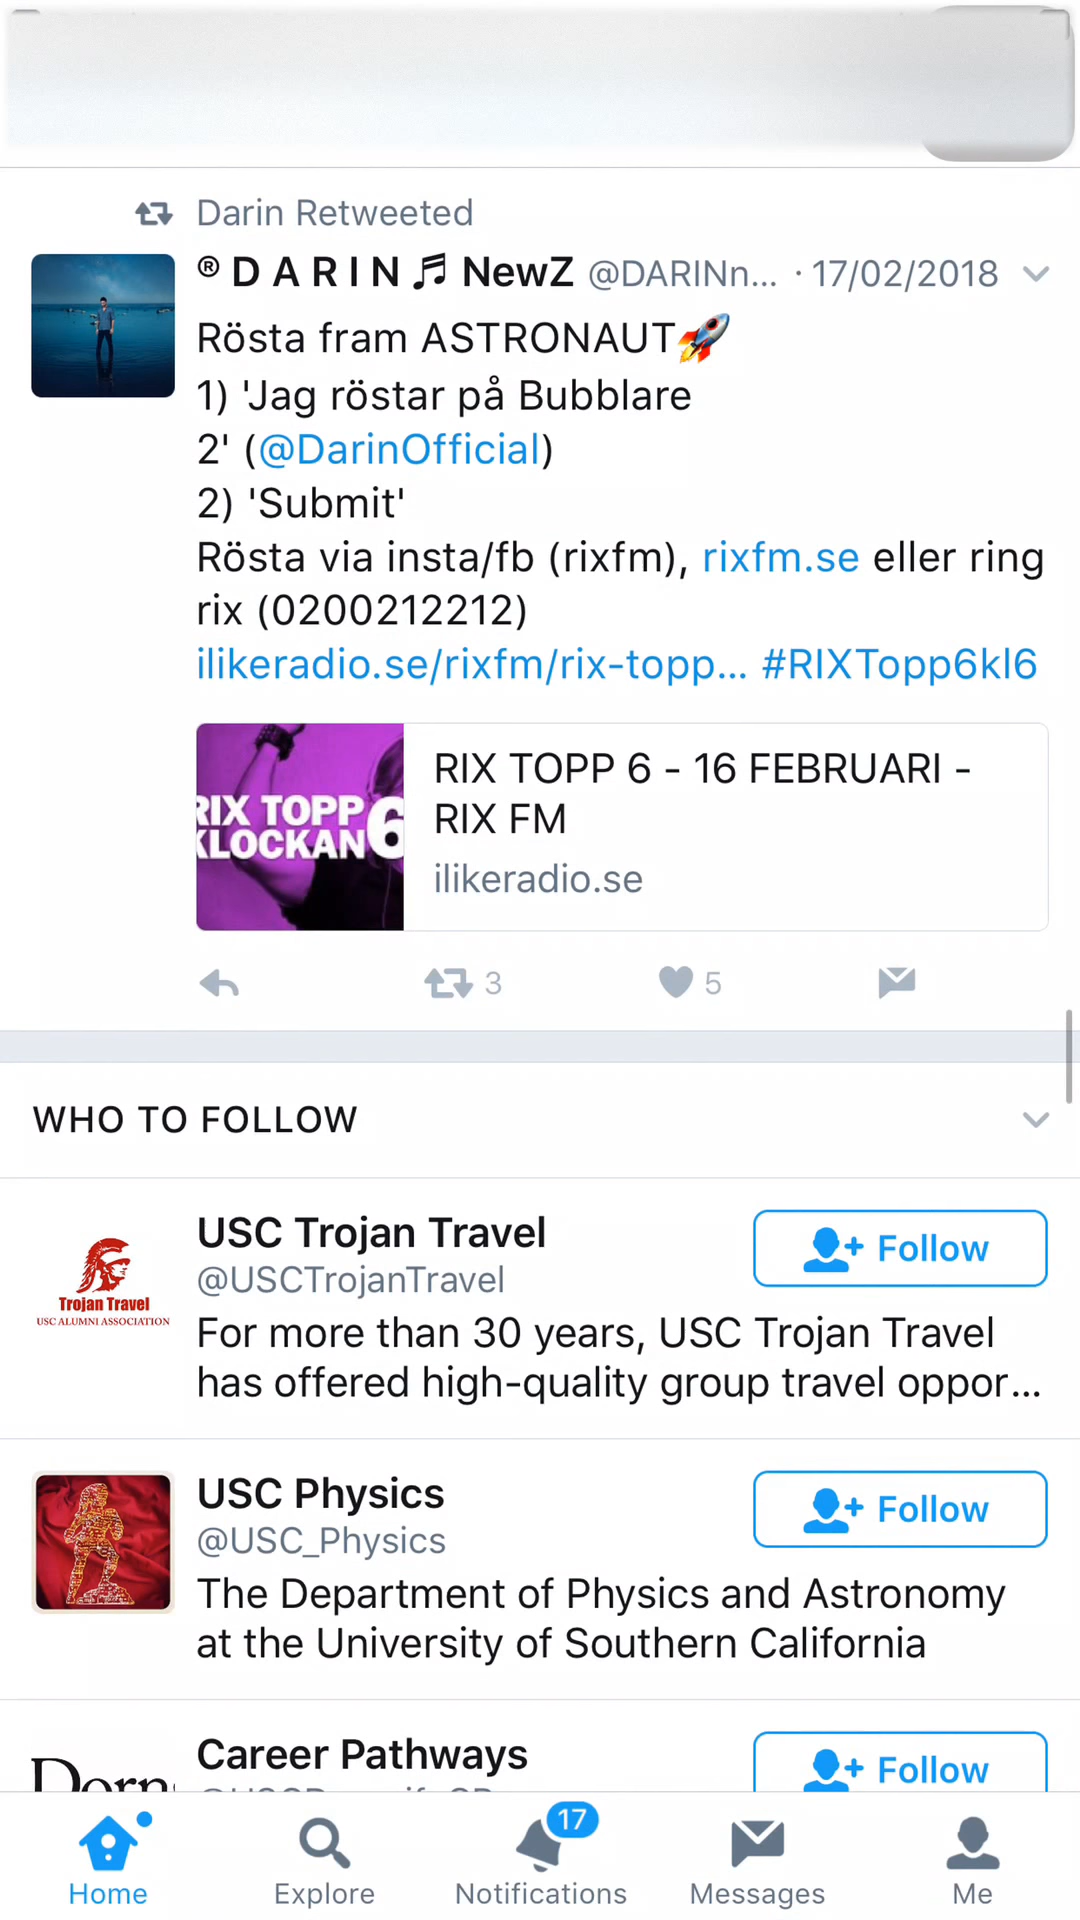 Darin Retweeted
® D A R I N 🎵 NewZ @DARINn... · 17/02/2018
Rösta fram ASTRONAUT🚀
1) 'Jag röstar på Bubblare
2' (@DarinOfficial)
2) 'Submit'
Rösta via insta/fb (rixfm), rixfm.se eller ring
rix (0200212212)
ilikeradio.se/rixfm/rix-topp... #RIXTopp6kl6
RIX TOPP 6
KLOCKAN
RIX TOPP 6 - 16 FEBRUARI -
RIX FM
ilikeradio.se
3
5
WHO TO FOLLOW
Trojan Travel
USC ALUMNI ASSOCIATION
USC Trojan Travel
@USCTrojanTravel
Follow
For more than 30 years, USC Trojan Travel
has offered high-quality group travel oppor...
USC Physics
@USC_Physics
Follow
The Department of Physics and Astronomy
at the University of Southern California
Career Pathways
Follow
17
Home
Explore
Notifications
Messages
Me